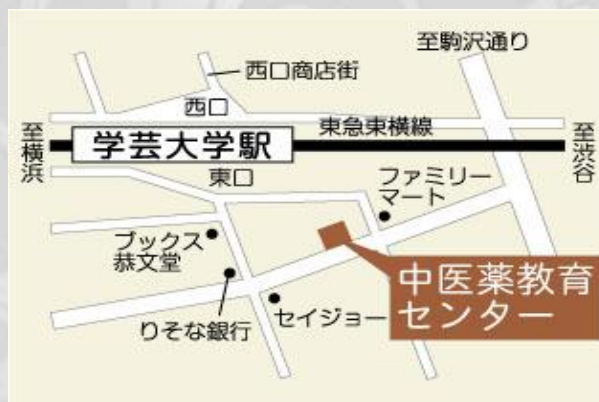 至駒沢通り
西口商店街
西口
東急東横線
至横浜
学芸大学駅
至渋谷
東口
ファミリー
マート
ブックス
恭文堂
中医薬教育
センター
セイジョー
りそな銀行